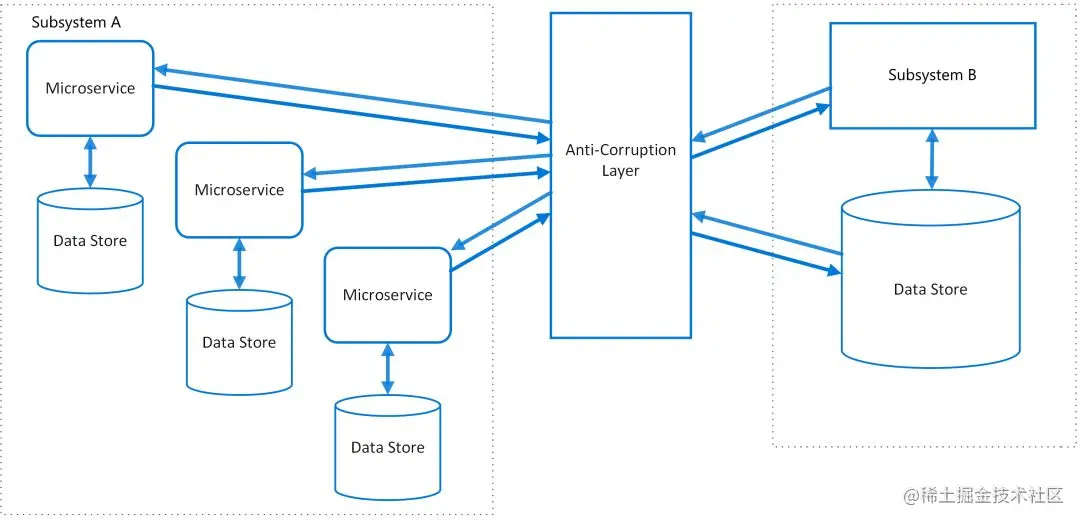 Subsystem A
Microservice
Data Store
Microservice
Data Store
Microservice
Data Store
Anti-Corruption
Layer
Subsystem B
Data Store
@稀土掘金技术社区